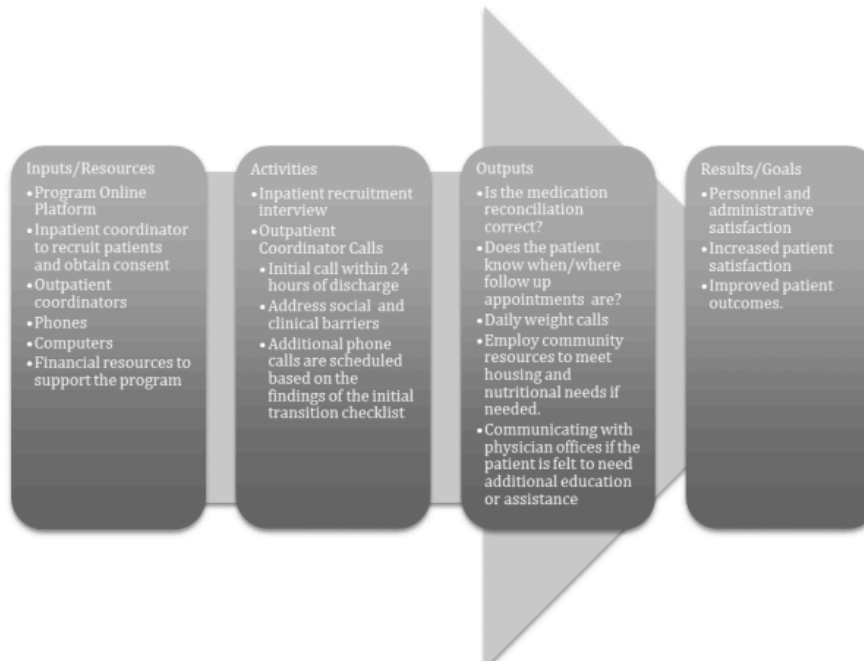 Inputs/Resources
•Program Online
Platform
•Inpatient coordinator
to recruit patients
and obtain consent
•Outpatient
coordinators
•Phones
•Computers
•Financial resources to
support the program
Activities
•Inpatient recruitment
interview
•Outpatient
Coordinator Calls
•Initial call within 24
hours of discharge
•Address social and
clinical barriers
•Additional phone
calls are scheduled
based on the
findings of the initial
transition checklist
Outputs
•Is the medication
reconciliation
correct?
•Does the patient
know when/where
follow up
appointments are?
•Daily weight calls
•Employ community
resources to meet
housing and
nutritional needs if
needed.
•Communicating with
physician offices if the
patient is felt to need
additional education
or assistance
Results/Goals
•Personnel and
administrative
satisfaction
•Increased patient
satisfaction
•Improved patient
outcomes.